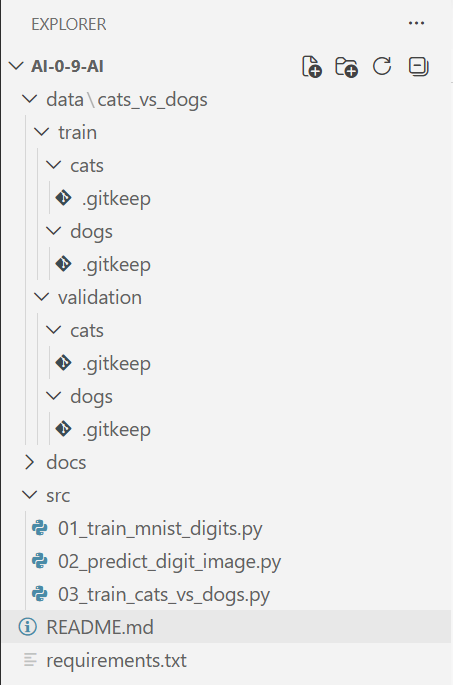 EXPLORER
AI-0-9-AI
data\cats_vs_dogs
train
cats
.gitkeep
dogs
.gitkeep
validation
cats
.gitkeep
dogs
.gitkeep
docs
src
01_train_mnist_digits.py
02_predict_digit_image.py
03_train_cats_vs_dogs.py
README.md
requirements.txt